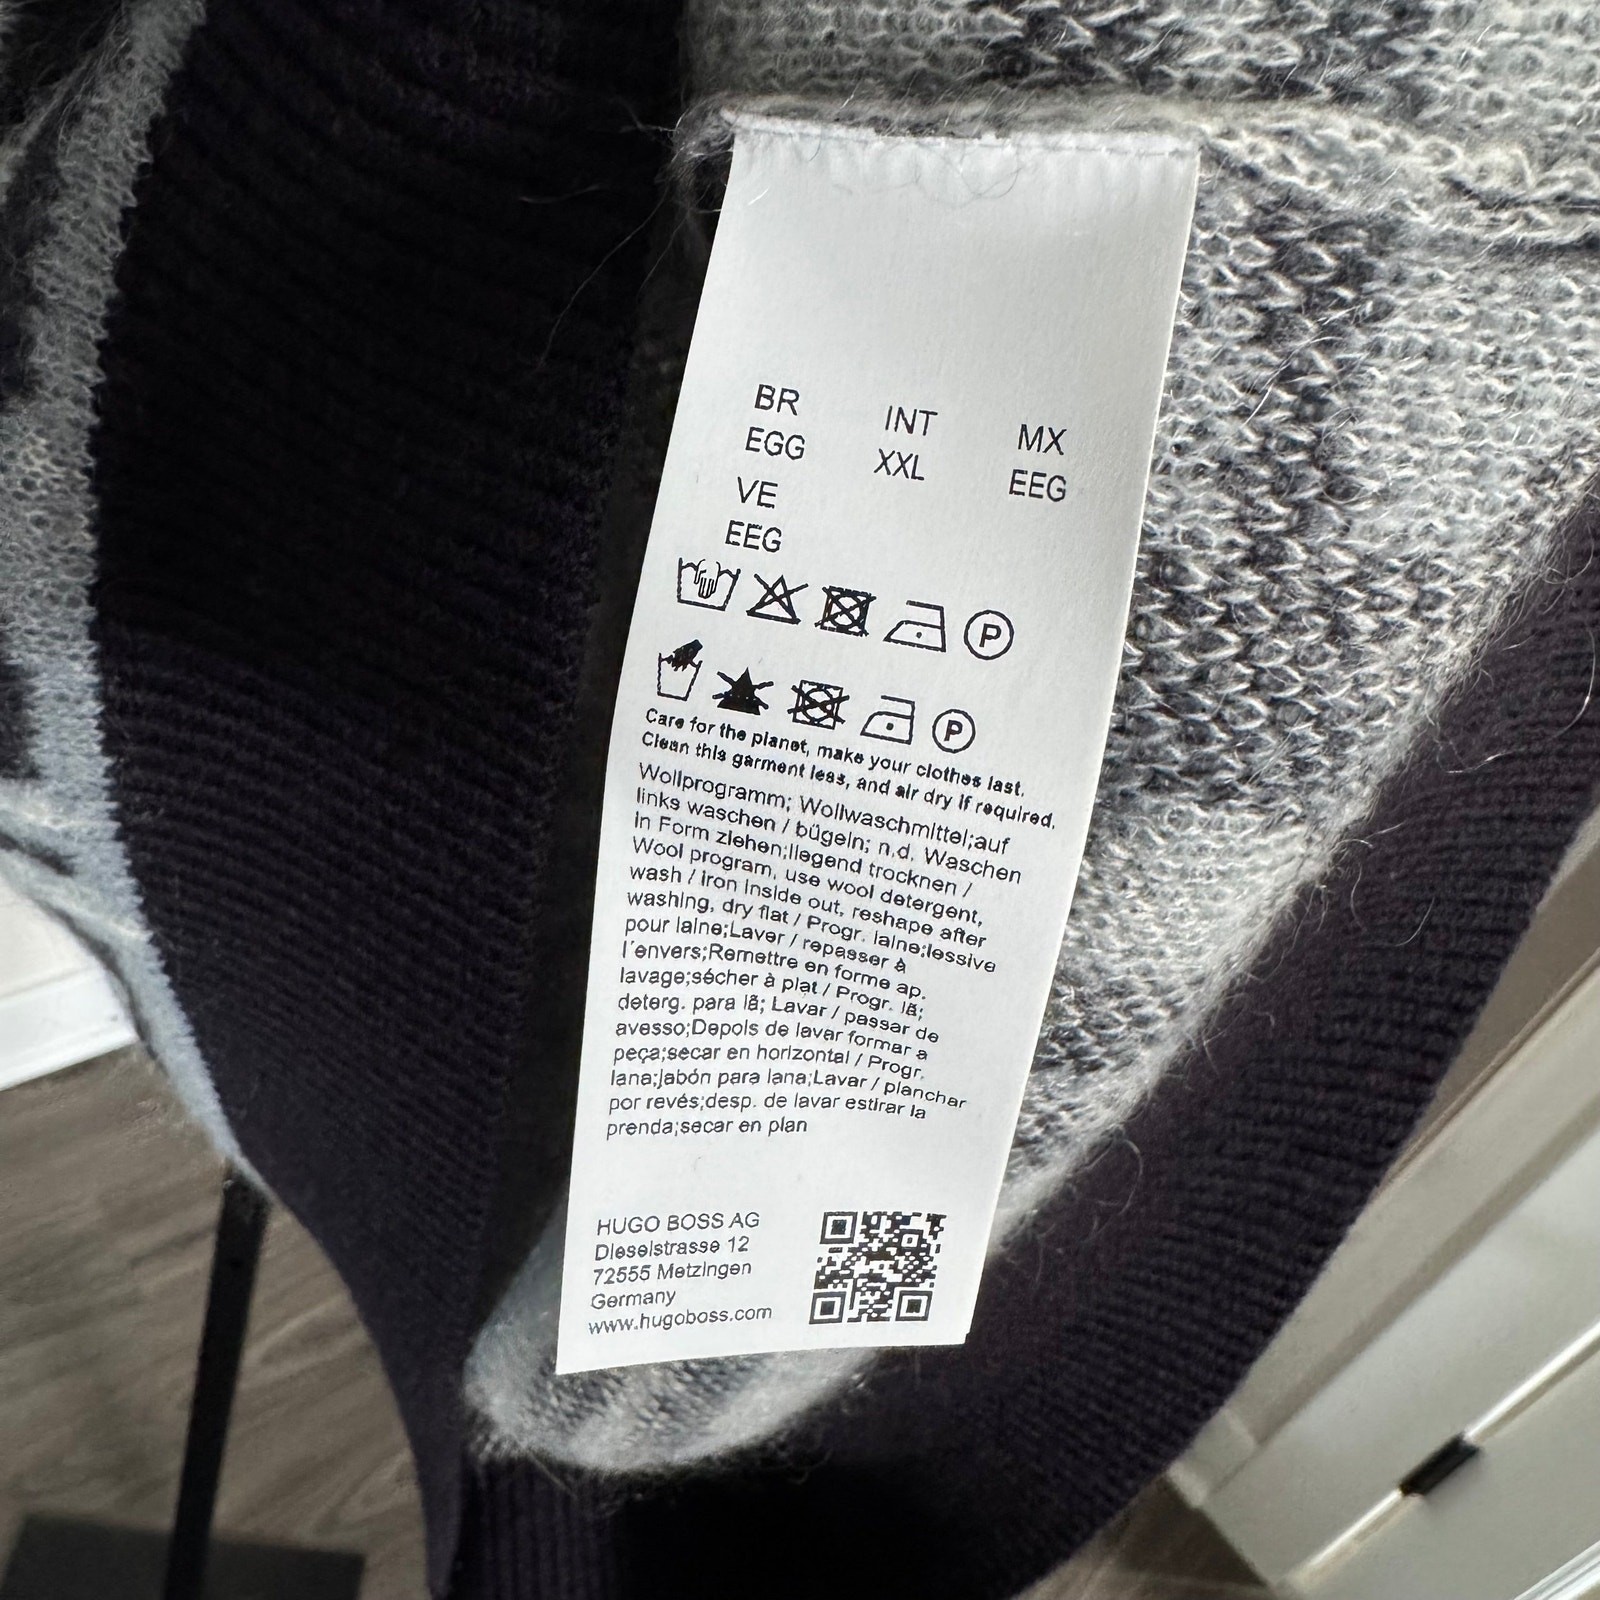 BR INT MX
EGG XXL EEG
VE
EEG
P
P
Care for the planet, make your clothes last.
Clean this garment less, and air dry if required.
Wollprogramm; Wollwaschmittel;auf
links waschen / bügeln; n.d. Waschen
in Form ziehen;liegend trocknen /
Wool program, use wool detergent,
wash / iron inside out, reshape after
washing, dry flat / Progr. laine;lessive
pour laine;Laver / repasser à
l'envers;Remettre en forme ap.
lavage;sécher à plat / Progr. lã;
deterg. para lã; Lavar / passar de
avesso;Depois de lavar formar a
peça;secar en horizontal / Progr.
lana;jabón para lana;Lavar / planchar
por revés;desp. de lavar estirar la
prenda;secar en plan
HUGO BOSS AG
Dieselstrasse 12
72555 Metzingen
Germany
www.hugoboss.com